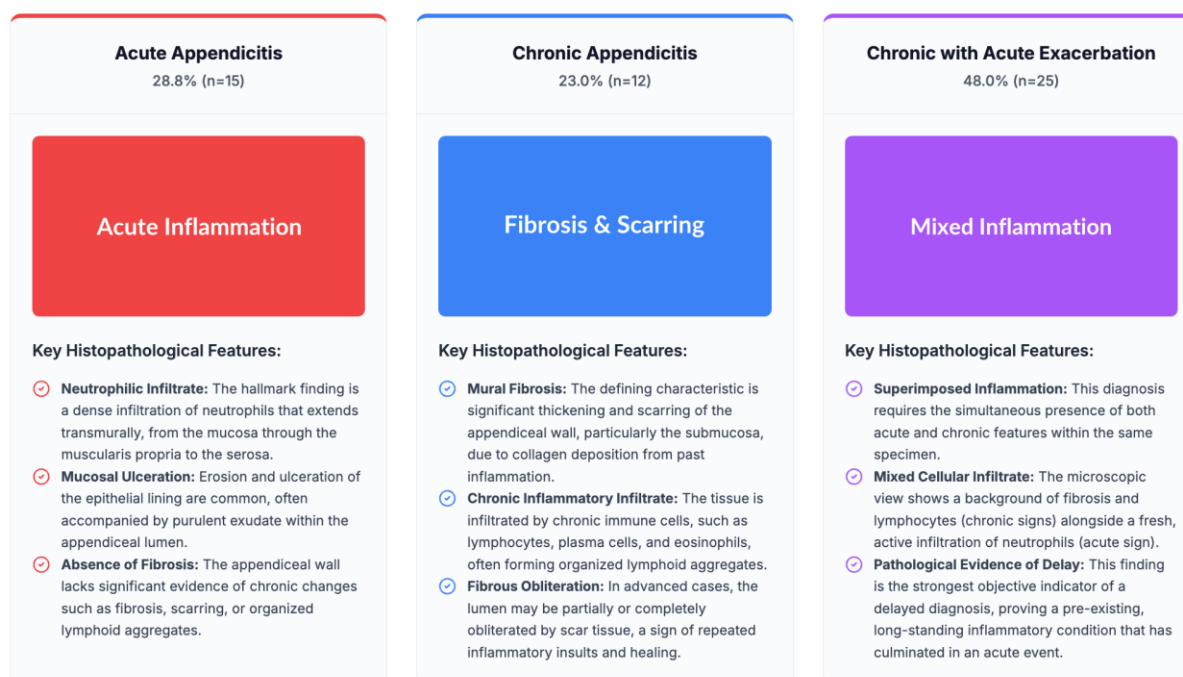 Acute Appendicitis
28.8% (n=15)
Acute Inflammation
Key Histopathological Features:
Neutrophilic Infiltrate: The hallmark finding is
a dense infiltration of neutrophils that extends
transmurally, from the mucosa through the
muscularis propria to the serosa.
Mucosal Ulceration: Erosion and ulceration of
the epithelial lining are common, often
accompanied by purulent exudate within the
appendiceal lumen.
Absence of Fibrosis: The appendiceal wall
lacks significant evidence of chronic changes
such as fibrosis, scarring, or organized
lymphoid aggregates.
Chronic Appendicitis
23.0% (n=12)
Fibrosis & Scarring
Key Histopathological Features:
Mural Fibrosis: The defining characteristic is
significant thickening and scarring of the
appendiceal wall, particularly the submucosa,
due to collagen deposition from past
inflammation.
Chronic Inflammatory Infiltrate: The tissue is
infiltrated by chronic immune cells, such as
lymphocytes, plasma cells, and eosinophils,
often forming organized lymphoid aggregates.
Fibrous Obliteration: In advanced cases, the
lumen may be partially or completely
obliterated by scar tissue, a sign of repeated
inflammatory insults and healing.
Chronic with Acute Exacerbation
48.0% (n=25)
Mixed Inflammation
Key Histopathological Features:
Superimposed Inflammation: This diagnosis
requires the simultaneous presence of both
acute and chronic features within the same
specimen.
Mixed Cellular Infiltrate: The microscopic
view shows a background of fibrosis and
lymphocytes (chronic signs) alongside a fresh,
active infiltration of neutrophils (acute sign).
Pathological Evidence of Delay: This finding
is the strongest objective indicator of a
delayed diagnosis, proving a pre-existing,
long-standing inflammatory condition that has
culminated in an acute event.